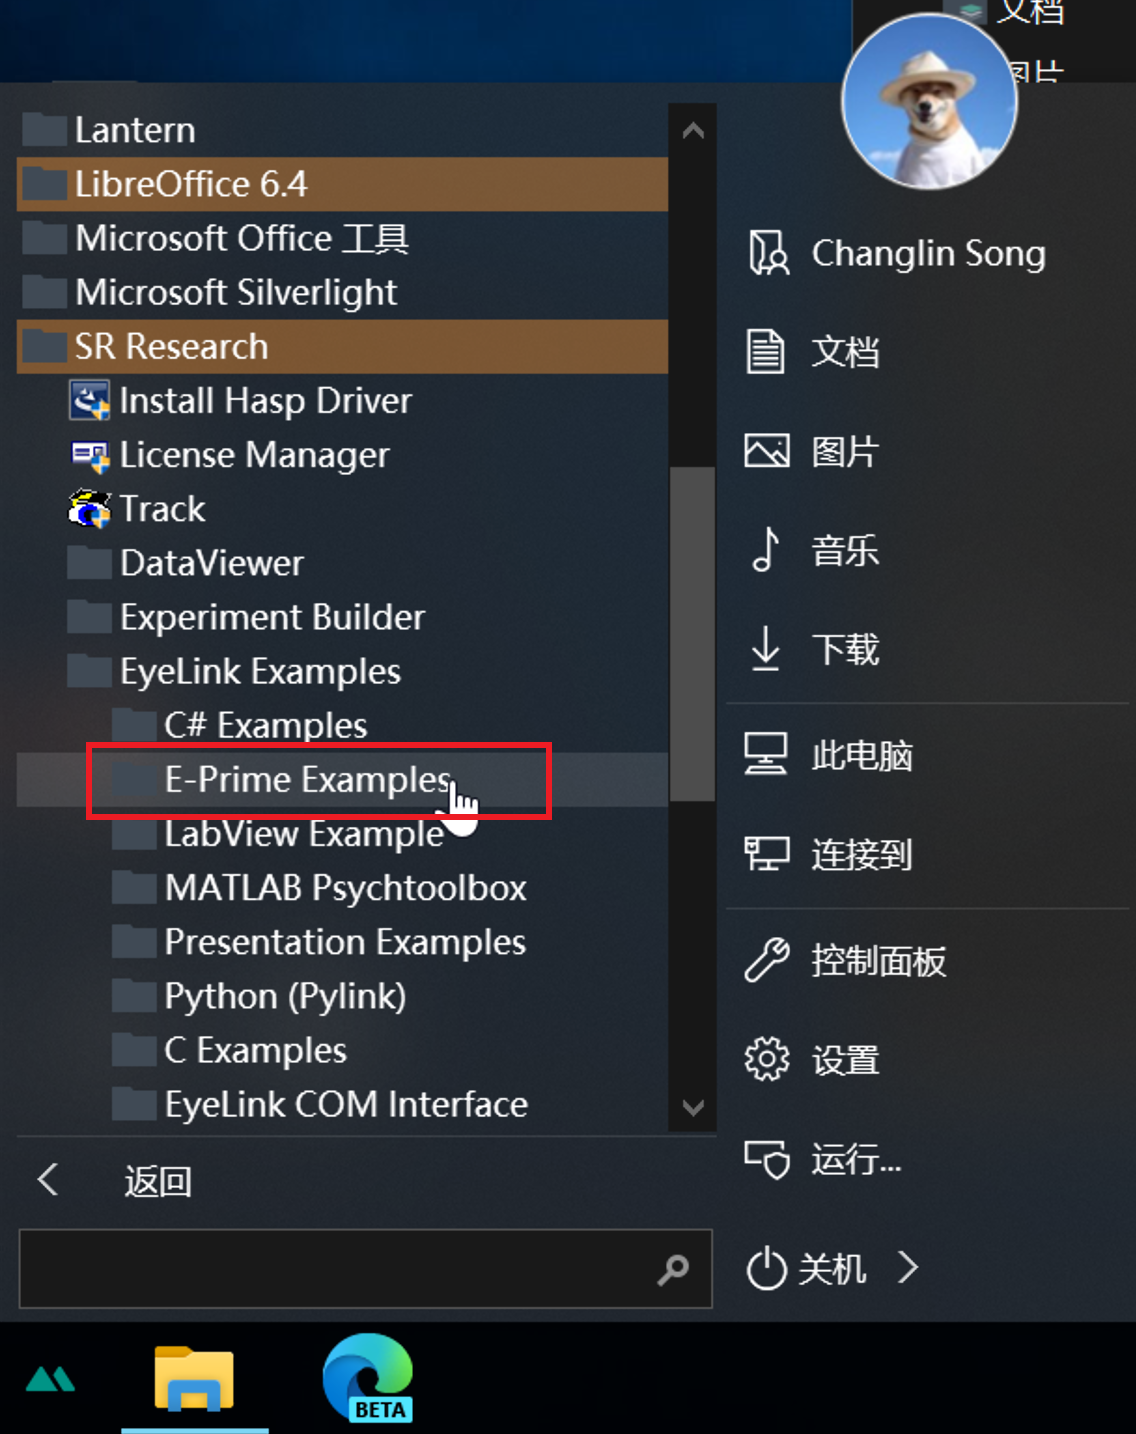 文档
图片
Lantern
LibreOffice 6.4
Microsoft Office 工具
Microsoft Silverlight
SR Research
Install Hasp Driver
License Manager
Track
DataViewer
Experiment Builder
EyeLink Examples
C# Examples
E-Prime Examples
LabView Example
MATLAB Psychtoolbox
Presentation Examples
Python (Pylink)
C Examples
EyeLink COM Interface
返回
Changlin Song
文档
图片
音乐
下载
此电脑
连接到
控制面板
设置
运行...
关机
BETA